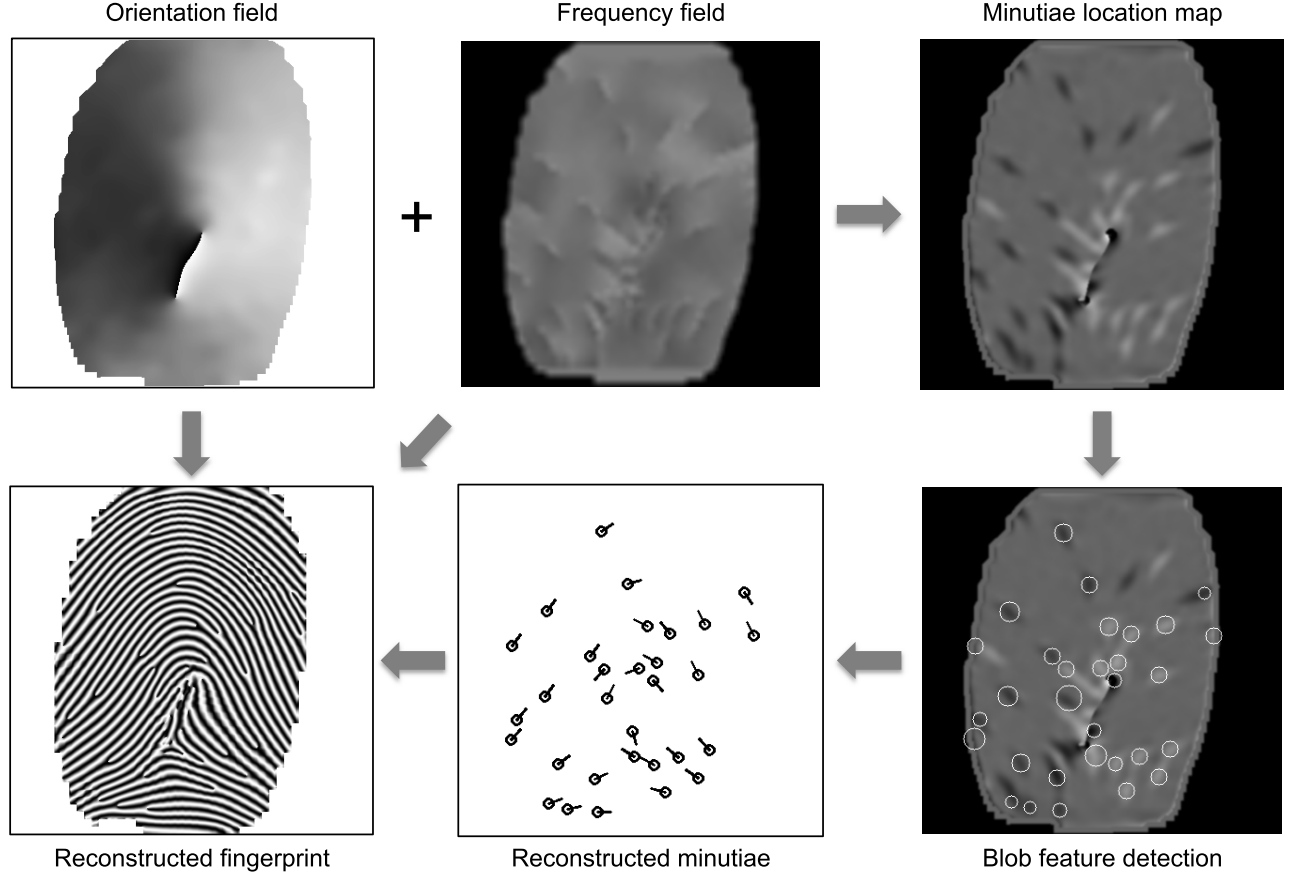 Orientation field
Frequency field
Minutiae location map
+
Reconstructed fingerprint
Reconstructed minutiae
Blob feature detection